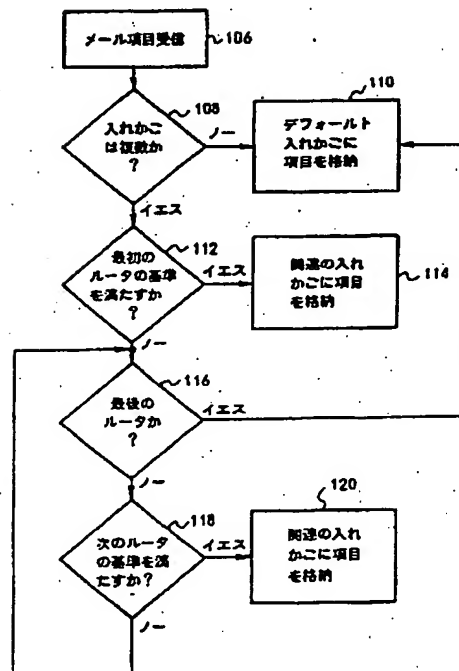 メール項目受信
106
108
入れかご
は複数か
?
ノー
110
デフォールト
入れかごに
項目を格納
イエス
112
最初の
ルータの基準
を満たすか
?
イエス
関連の入れ
かごに項目
を格納
114
ノー
116
最後の
ルータか
?
イエス
ノー
118
次のルータ
の基準を満
たすか?
イエス
120
関連の入れ
かごに項目
を格納
ノー